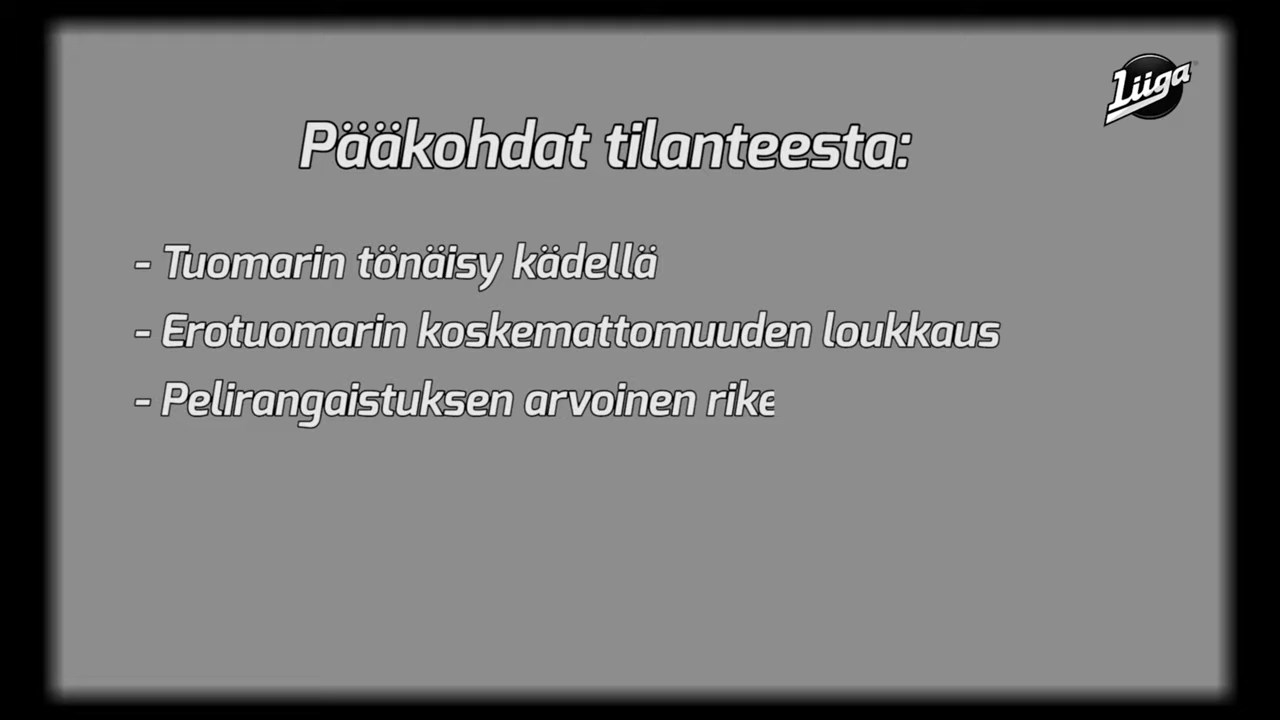 Liiga
Pääkohdat tilanteesta:
- Tuomarin tönäisy kädellä
- Erotuomarin koskemattomuuden loukkaus
- Pelirangaistuksen arvoinen rike